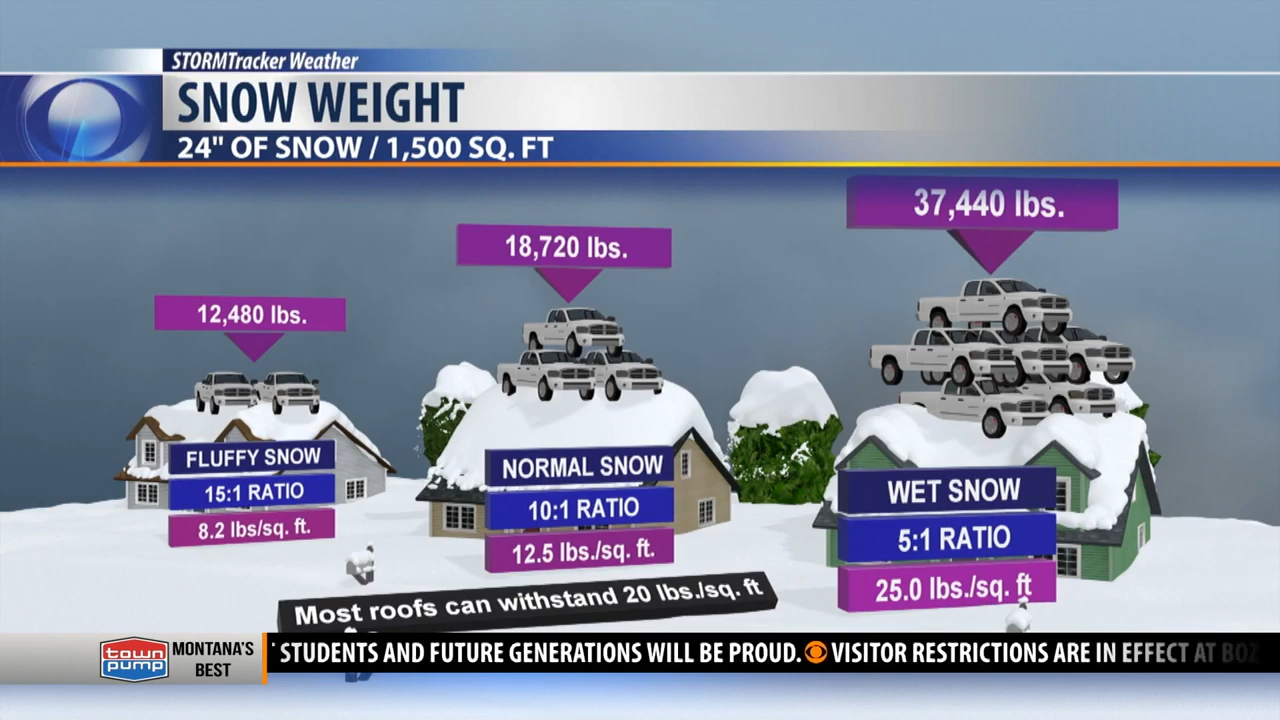 STORMTracker Weather
SNOW WEIGHT
24" OF SNOW / 1,500 SQ. FT
12,480 lbs.
18,720 lbs.
37,440 lbs.
FLUFFY SNOW
15:1 RATIO
8.2 lbs/sq. ft.
NORMAL SNOW
10:1 RATIO
12.5 lbs./sq. ft.
WET SNOW
5:1 RATIO
25.0 lbs./sq. ft
Most roofs can withstand 20 lbs./sq. ft
town
pump
MONTANA'S
BEST
STUDENTS AND FUTURE GENERATIONS WILL BE PROUD. VISITOR RESTRICTIONS ARE IN EFFECT AT BOZ